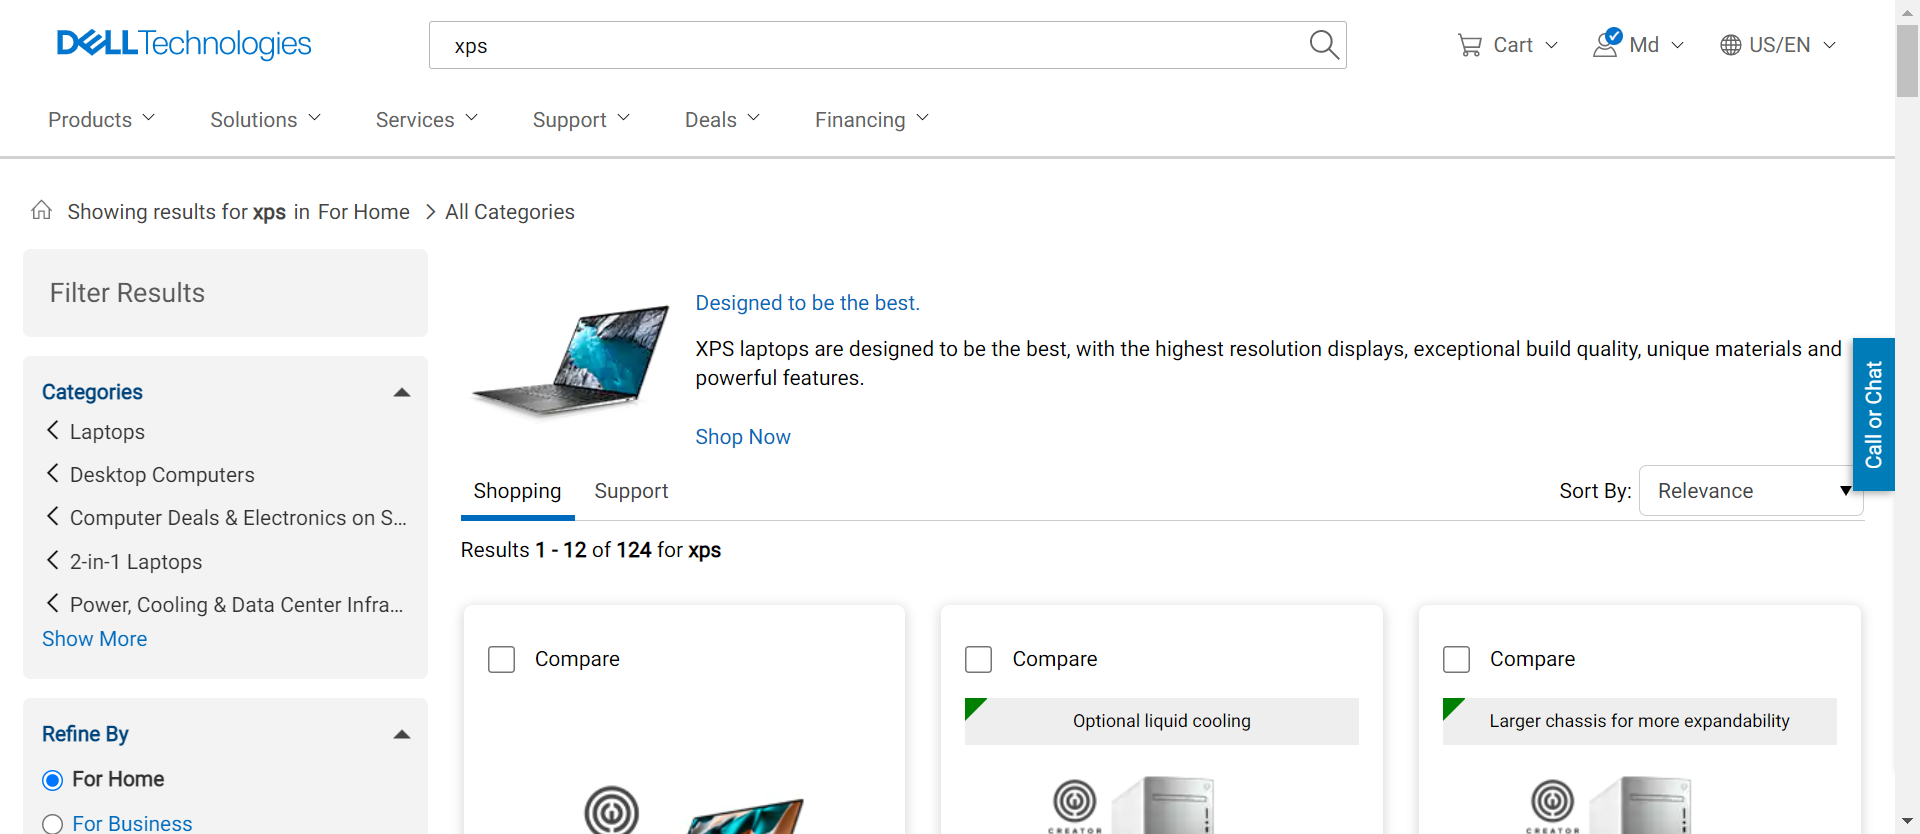 DELL Technologies
xps
Cart
Md
US/EN
Products
Solutions
Services
Support
Deals
Financing
Showing results for xps in For Home > All Categories
Filter Results
Categories
Laptops
Desktop Computers
Computer Deals & Electronics on S...
2-in-1 Laptops
Power, Cooling & Data Center Infra...
Show More
Refine By
For Home
For Business
Designed to be the best.
XPS laptops are designed to be the best, with the highest resolution displays, exceptional build quality, unique materials and
powerful features.
Shop Now
Call or Chat
Shopping
Support
Sort By:
Relevance
Results 1 - 12 of 124 for xps
Compare
Compare
Optional liquid cooling
CREATOR
Compare
Larger chassis for more expandability
CREATOR